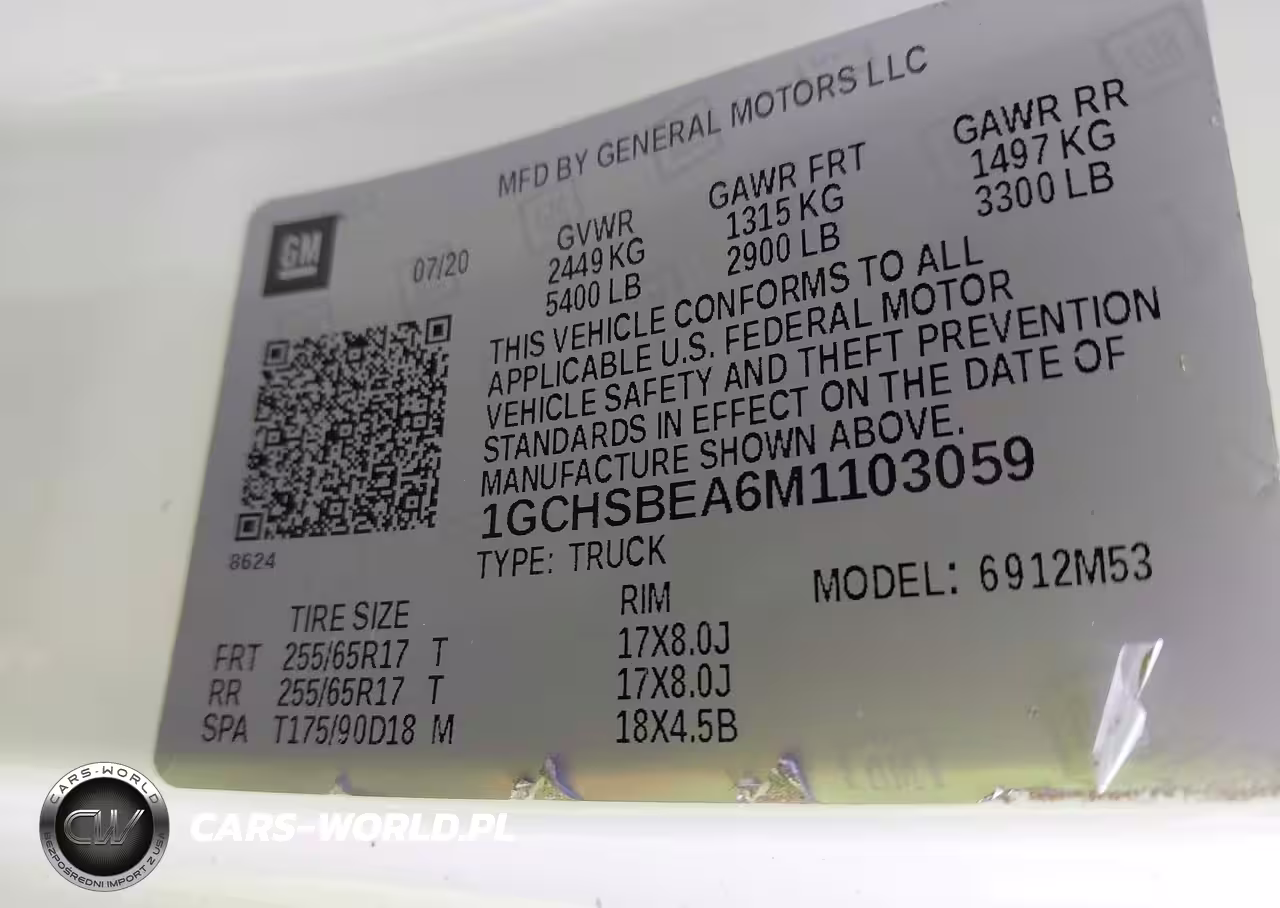 MFD BY GENERAL MOTORS LLC
GM
07/20
GVWR
2449 KG
5400 LB
GAWR FRT
1315 KG
2900 LB
GAWR RR
1497 KG
3300 LB
THIS VEHICLE CONFORMS TO ALL
APPLICABLE U.S. FEDERAL MOTOR
VEHICLE SAFETY AND THEFT PREVENTION
STANDARDS IN EFFECT ON THE DATE OF
MANUFACTURE SHOWN ABOVE.
1GCHSBEA6M1103059
8624
TYPE: TRUCK
MODEL: 6912M53
TIRE SIZE RIM
FRT 255/65R17 T 17X8.0J
RR 255/65R17 T 17X8.0J
SPA T175/90D18 M 18X4.5B
CARS-WORLD
CW
BEZPOŚREDNI IMPORT Z USA
CARS-WORLD.PL